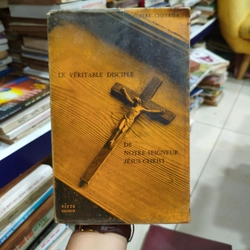 LE VÉRITABLE DISCIPLE
DE
NOTRE-SEIGNEUR
JÉSUS-CHRIST